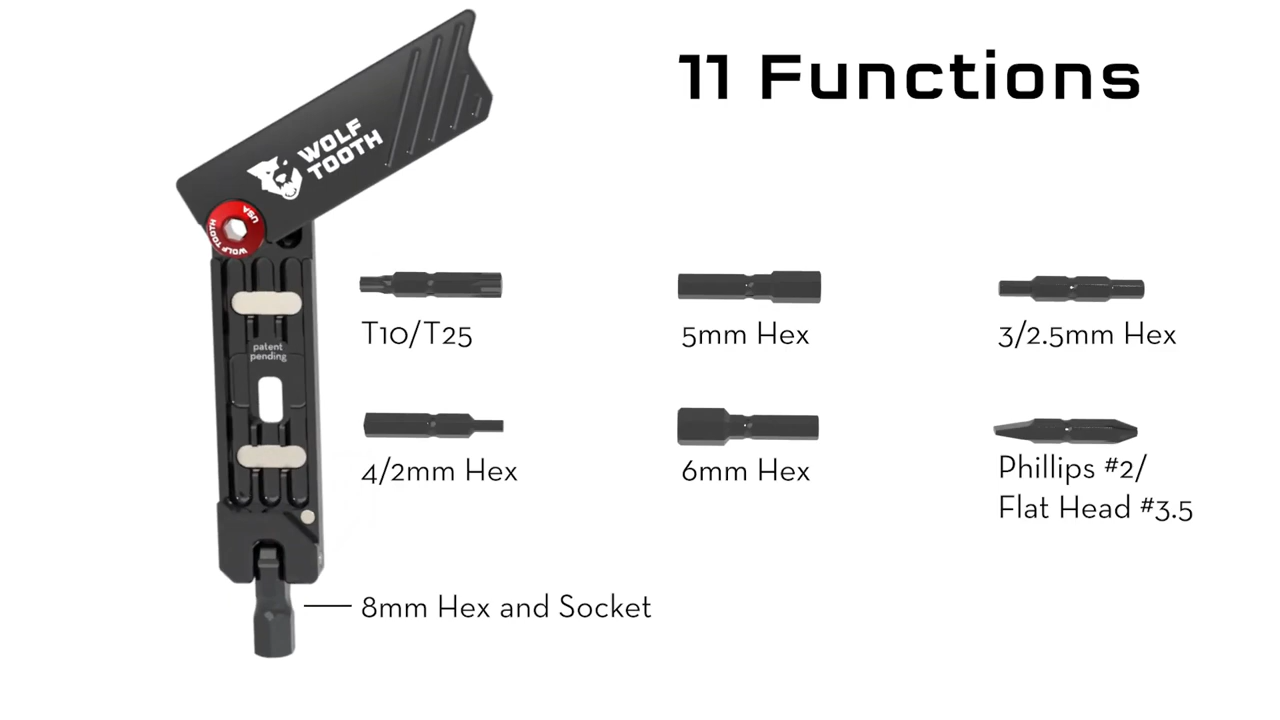 11 Functions
WOLF
TOOTH
USA
WOLF TOOTH
patent
pending
T10/T25
5mm Hex
3/2.5mm Hex
4/2mm Hex
6mm Hex
Phillips #2/
Flat Head #3.5
8mm Hex and Socket